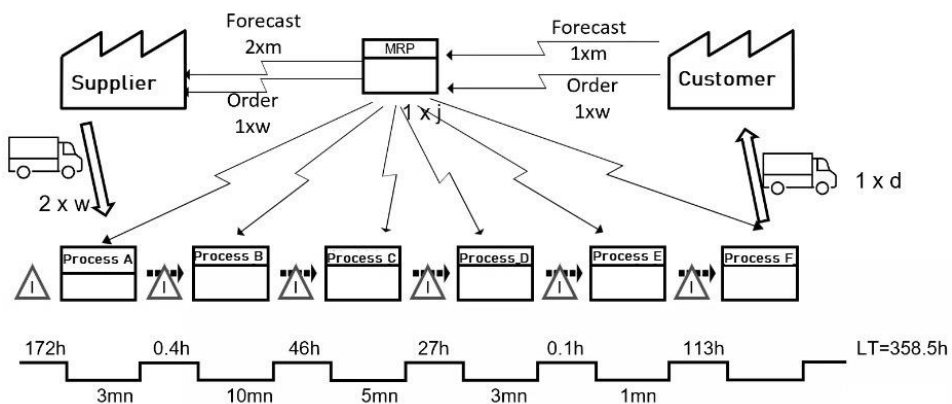 Forecast
2xm
MRP
Forecast
1xm
Supplier
Customer
Order
1xw
1 x j
Order
1xw
2 x w
1 x d
Process A
Process B
Process C
Process D
Process E
Process F
I
I
I
I
I
I
172h
0.4h
46h
27h
0.1h
113h
LT=358.5h
3mn
10mn
5mn
3mn
1mn